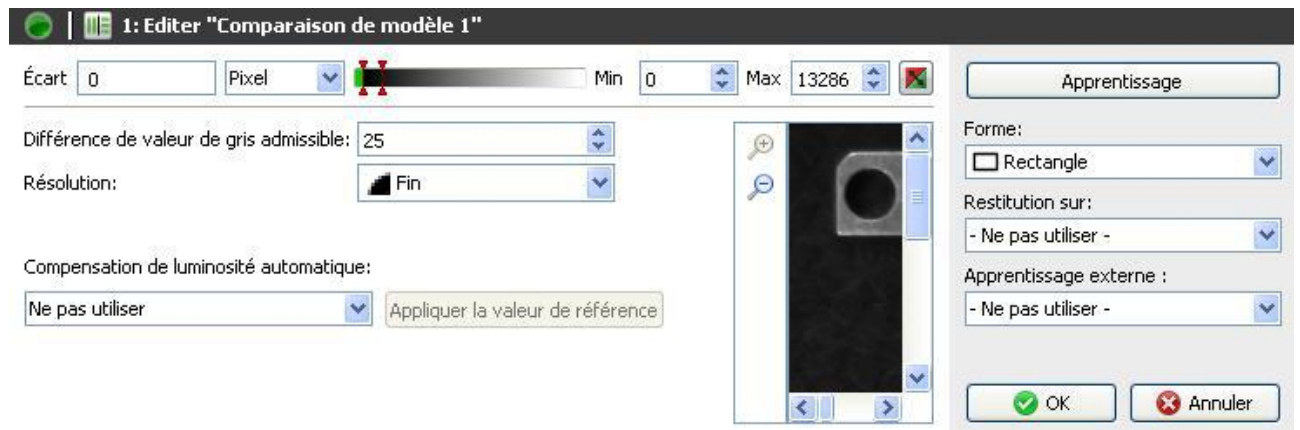 1: Editer "Comparaison de modèle 1"
Écart 0 Pixel Min 0 Max 13286
Apprentissage
Différence de valeur de gris admissible: 25
Résolution: Fin
Forme:
Rectangle
Restitution sur:
- Ne pas utiliser -
Compensation de luminosité automatique:
Ne pas utiliser Appliquer la valeur de référence
Apprentissage externe :
- Ne pas utiliser -
OK Annuler